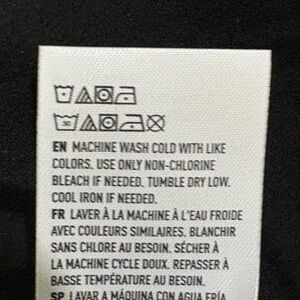 EN MACHINE WASH COLD WITH LIKE
COLORS. USE ONLY NON-CHLORINE
BLEACH IF NEEDED. TUMBLE DRY LOW.
COOL IRON IF NEEDED.
FR LAVER À LA MACHINE À L'EAU FROIDE
AVEC COULEURS SIMILAIRES. BLANCHIR
SANS CHLORE AU BESOIN. SÉCHER À
LA MACHINE CYCLE DOUX. REPASSER À
BASSE TEMPÉRATURE AU BESOIN.
SP LAVAR A MÁQUINA CON AGUA FRÍA